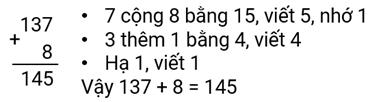 137
+
8
145
• 7 cộng 8 bằng 15, viết 5, nhớ 1
• 3 thêm 1 bằng 4, viết 4
• Hạ 1, viết 1
Vậy 137 + 8 = 145